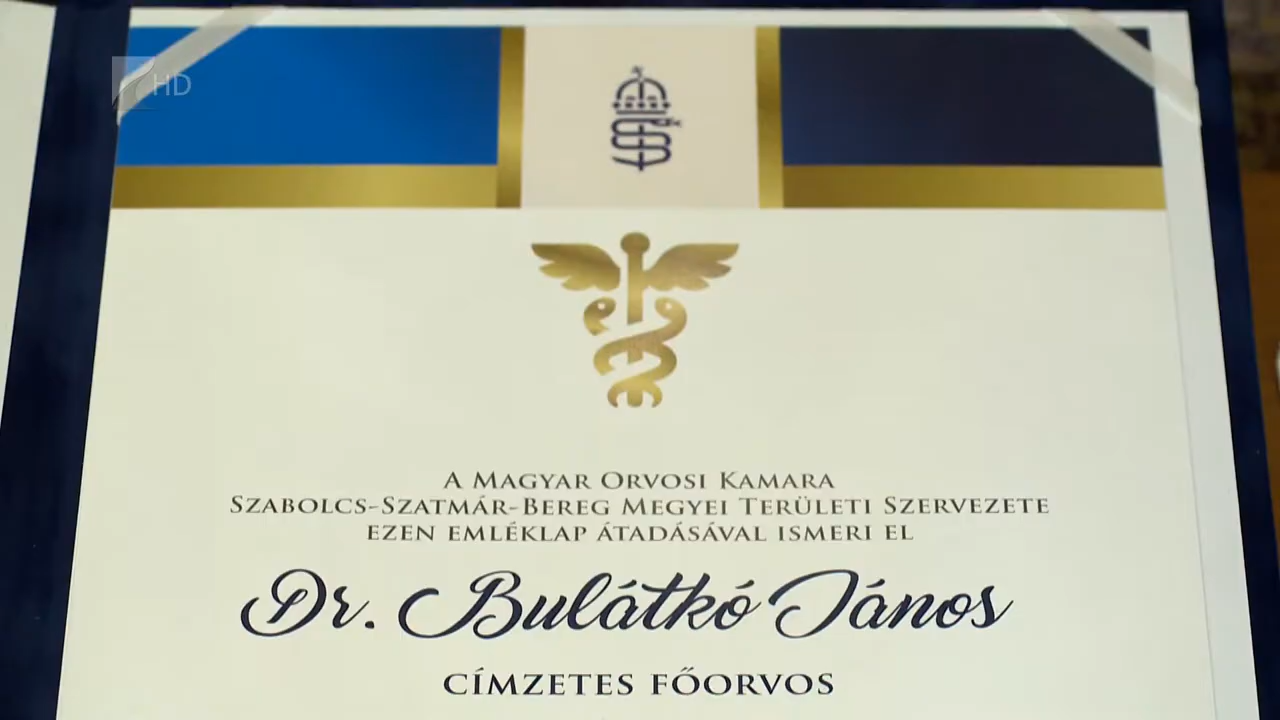 HD
A Magyar Orvosi Kamara
Szabolcs-Szatmár-Bereg Megyei Területi Szervezete
ezen emléklap átadásával ismeri el
Dr. Bulátkó János
címzetes főorvos